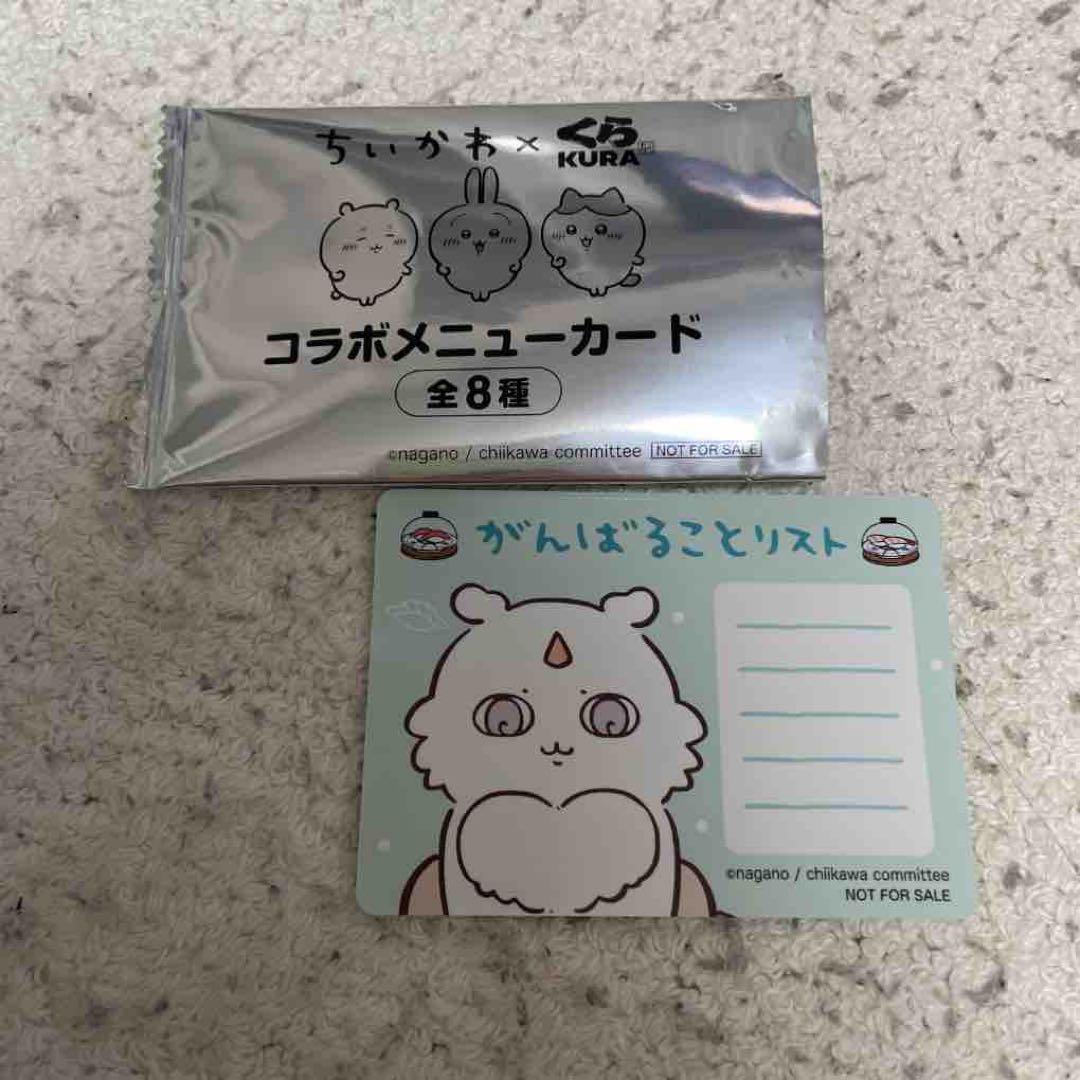 ちいかわ×くら
KURA
コラボメニューカード
全8種
©nagano / chiikawa committee NOT FOR SALE
がんばることリスト
©nagano / chiikawa committee
NOT FOR SALE